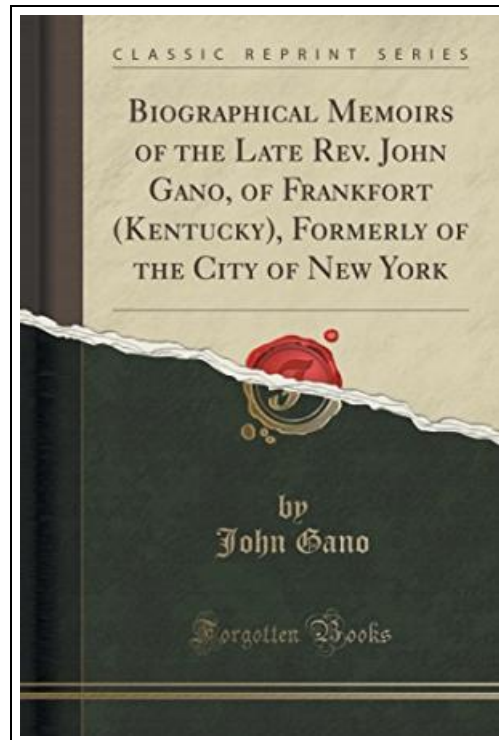 CLASSIC REPRINT SERIES
BIOGRAPHICAL MEMOIRS
OF THE LATE REV. JOHN
GANO, OF FRANKFORT
(KENTUCKY), FORMERLY OF
THE CITY OF NEW YORK
by
John Gano
Forgotten Books